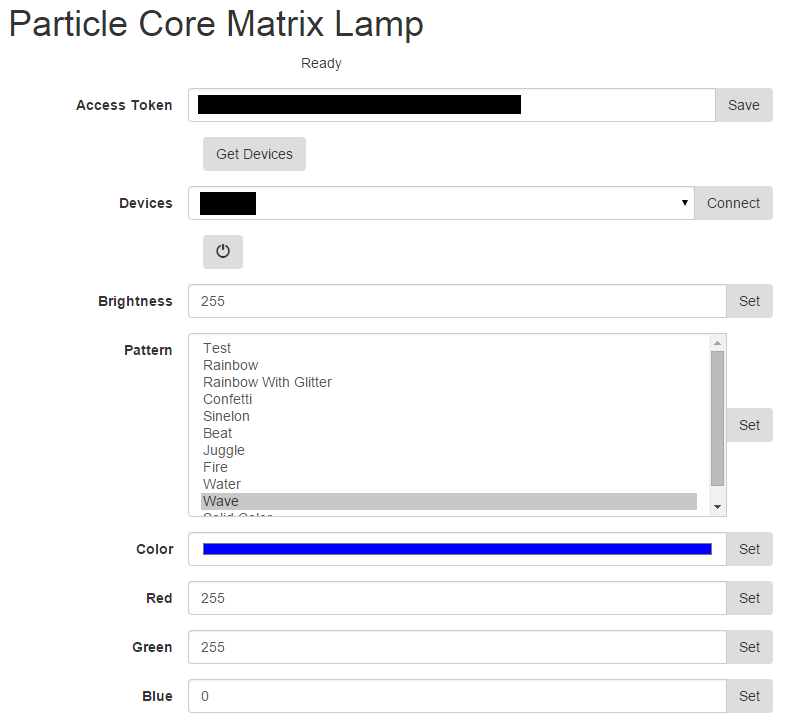 Particle Core Matrix Lamp
Ready
Access Token Save
Get Devices
Devices Connect
Brightness 255 Set
Pattern Test
Rainbow
Rainbow With Glitter
Confetti
Sinelon
Beat Set
Juggle
Fire
Water
Wave
Solid Color
Color Set
Red 255 Set
Green 255 Set
Blue 0 Set